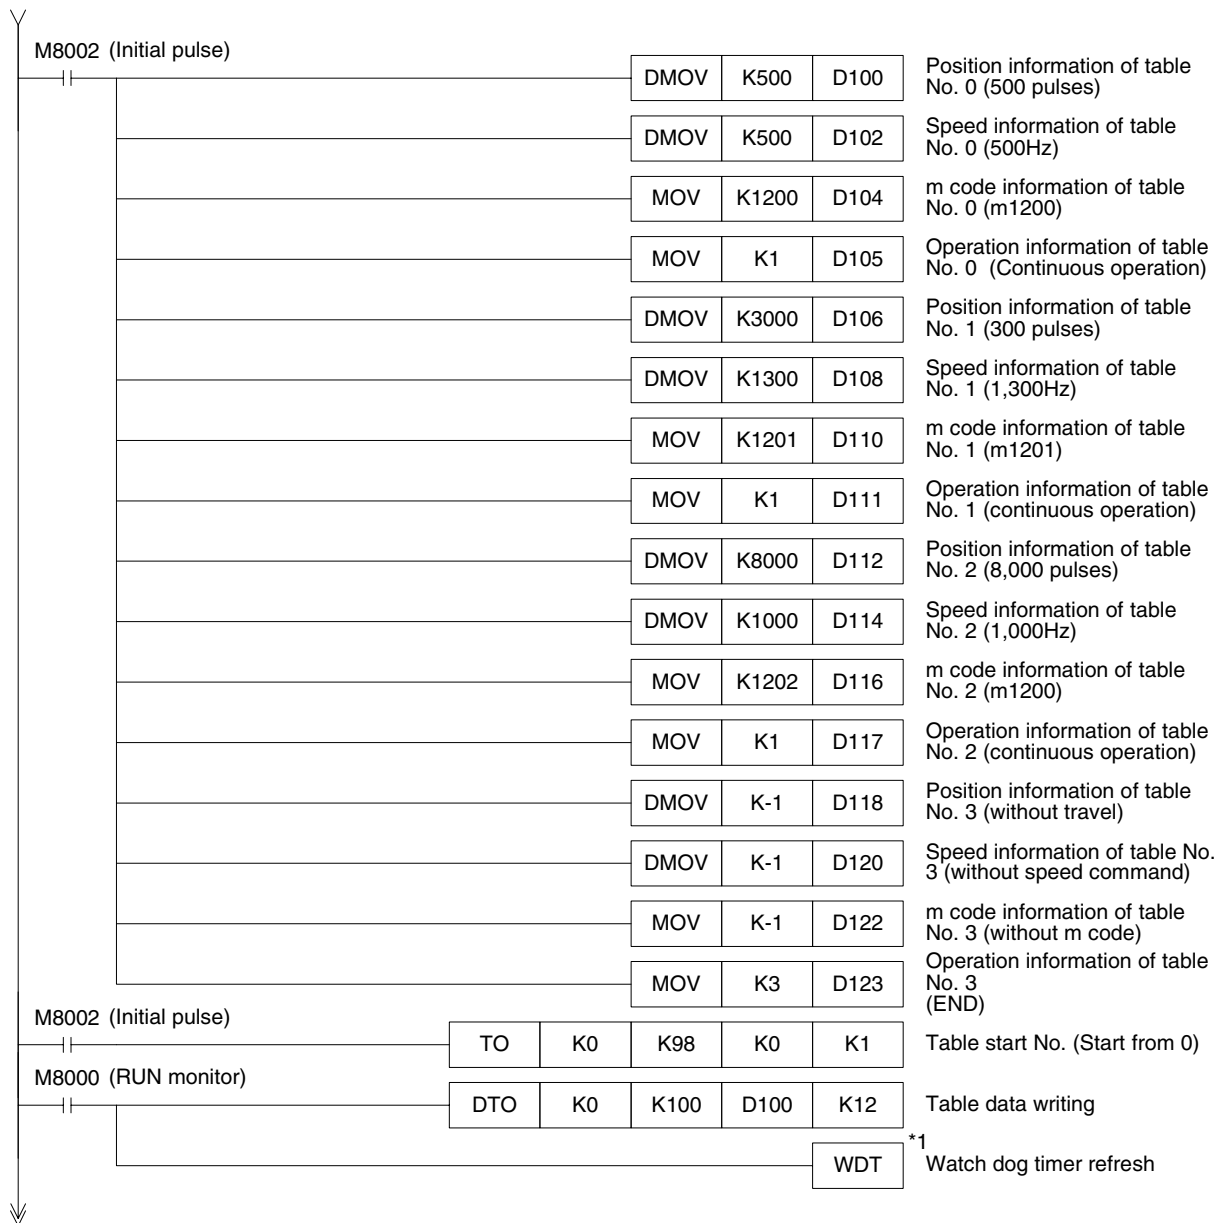 M8002 (Initial pulse)
DMOV K500 D100 Position information of table
No. 0 (500 pulses)
DMOV K500 D102 Speed information of table
No. 0 (500Hz)
MOV K1200 D104 m code information of table
No. 0 (m1200)
MOV K1 D105 Operation information of table
No. 0 (Continuous operation)
DMOV K3000 D106 Position information of table
No. 1 (300 pulses)
DMOV K1300 D108 Speed information of table
No. 1 (1,300Hz)
MOV K1201 D110 m code information of table
No. 1 (m1201)
MOV K1 D111 Operation information of table
No. 1 (continuous operation)
DMOV K8000 D112 Position information of table
No. 2 (8,000 pulses)
DMOV K1000 D114 Speed information of table
No. 2 (1,000Hz)
MOV K1202 D116 m code information of table
No. 2 (m1200)
MOV K1 D117 Operation information of table
No. 2 (continuous operation)
DMOV K-1 D118 Position information of table
No. 3 (without travel)
DMOV K-1 D120 Speed information of table No.
3 (without speed command)
MOV K-1 D122 m code information of table
No. 3 (without m code)
MOV K3 D123 Operation information of table
No. 3
(END)
M8002 (Initial pulse)
TO K0 K98 K0 K1 Table start No. (Start from 0)
M8000 (RUN monitor)
DTO K0 K100 D100 K12 Table data writing
*1
WDT Watch dog timer refresh